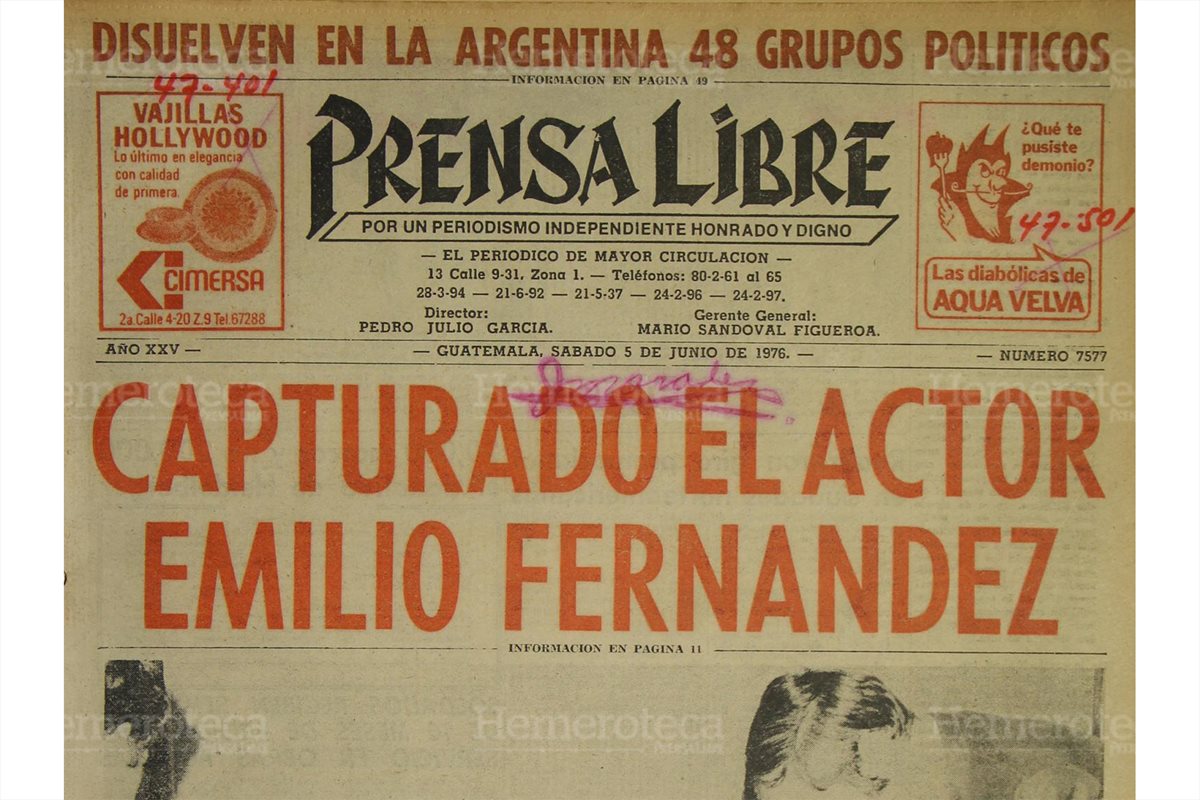 DISUELVEN EN LA ARGENTINA 48 GRUPOS POLITICOS
INFORMACION EN PAGINA 49
47-401
VAJILLAS
HOLLYWOOD
Lo último en elegancia
con calidad
de primera.
CIMERSA
2a.Calle 4-20 Z.9 Tel.67288
PRENSA LIBRE
POR UN PERIODISMO INDEPENDIENTE HONRADO Y DIGNO
— EL PERIODICO DE MAYOR CIRCULACION —
13 Calle 9-31, Zona 1. — Teléfonos: 80-2-61 al 65
28-3-94 — 21-6-92 — 21-5-37 — 24-2-96 — 24-2-97.
Director:
PEDRO JULIO GARCIA.
Gerente General:
MARIO SANDOVAL FIGUEROA.
¿Qué te
pusiste
demonio?
47-501
Las diabólicas de
AQUA VELVA
AÑO XXV —
— GUATEMALA, SABADO 5 DE JUNIO DE 1976. —
— NUMERO 7577
CAPTURADO EL ACTOR
EMILIO FERNANDEZ
INFORMACION EN PAGINA 11
Hemeroteca
PRENSA LIBRE